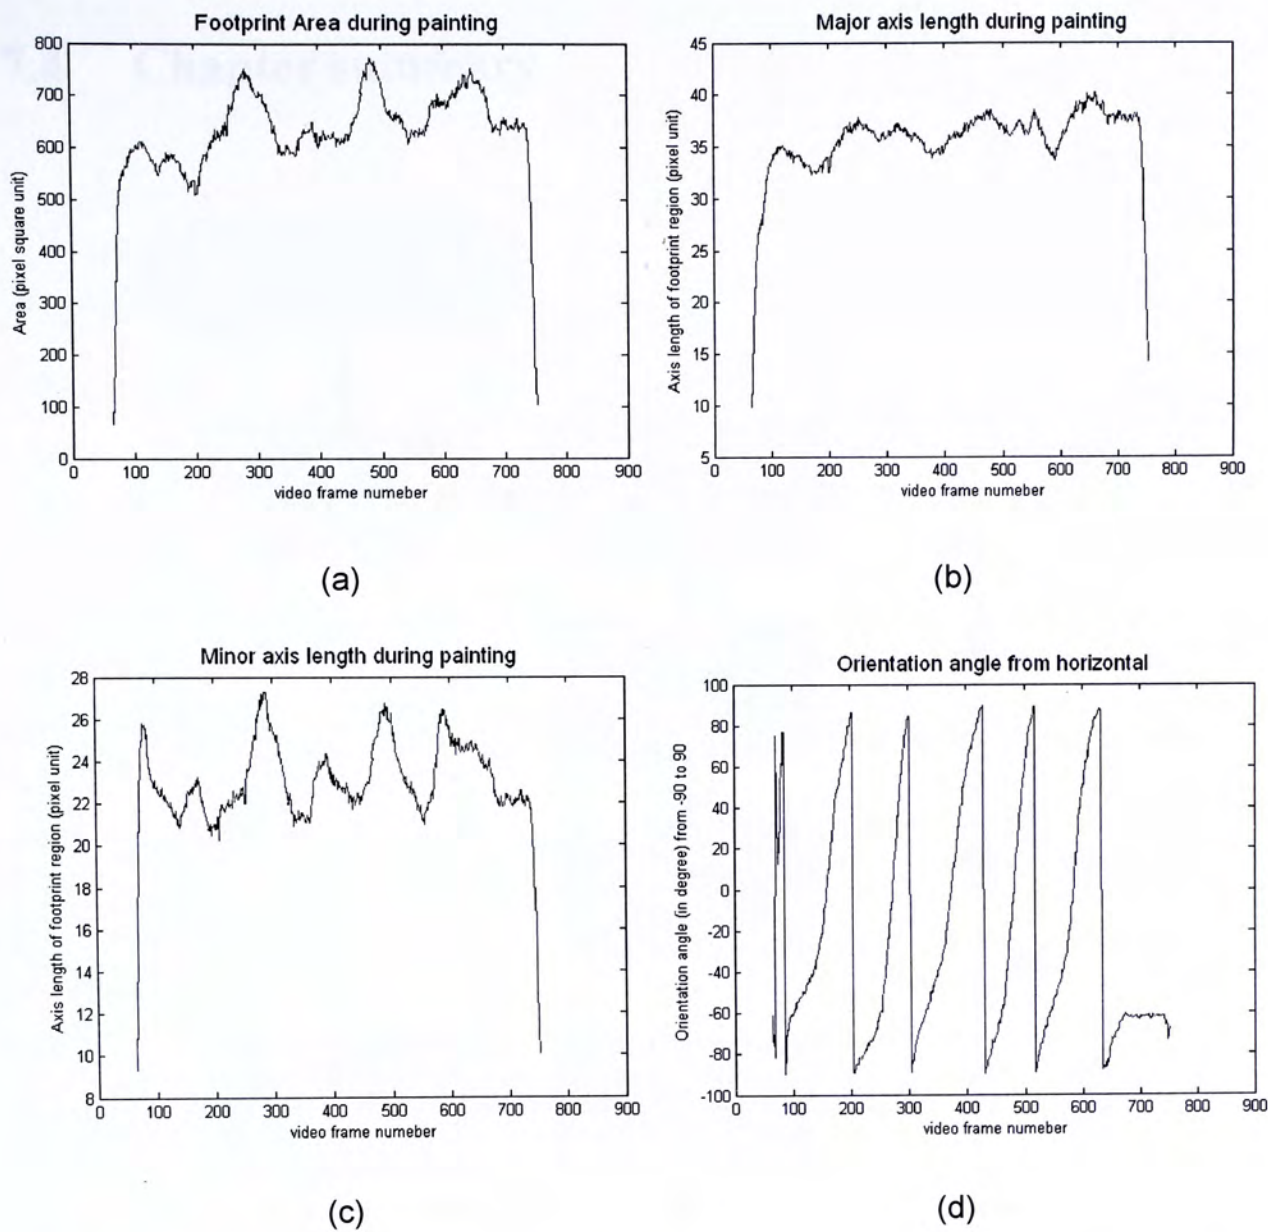 Footprint Area during painting
800
700
600
500
400
300
200
100
0
Area (pixel square unit)
0 100 200 300 400 500 600 700 800 900
video frame numeber
(a)
Major axis length during painting
45
40
35
30
25
20
15
10
5
Axis length of footprint region (pixel unit)
0 100 200 300 400 500 600 700 800 900
video frame numeber
(b)
Minor axis length during painting
28
26
24
22
20
18
16
14
12
10
8
Axis length of footprint region (pixel unit)
0 100 200 300 400 500 600 700 800 900
video frame numeber
(c)
Orientation angle from horizontal
100
80
60
40
20
0
-20
-40
-60
-80
-100
Orientation angle (in degree) from -90 to 90
0 100 200 300 400 500 600 700 800 900
video frame numeber
(d)